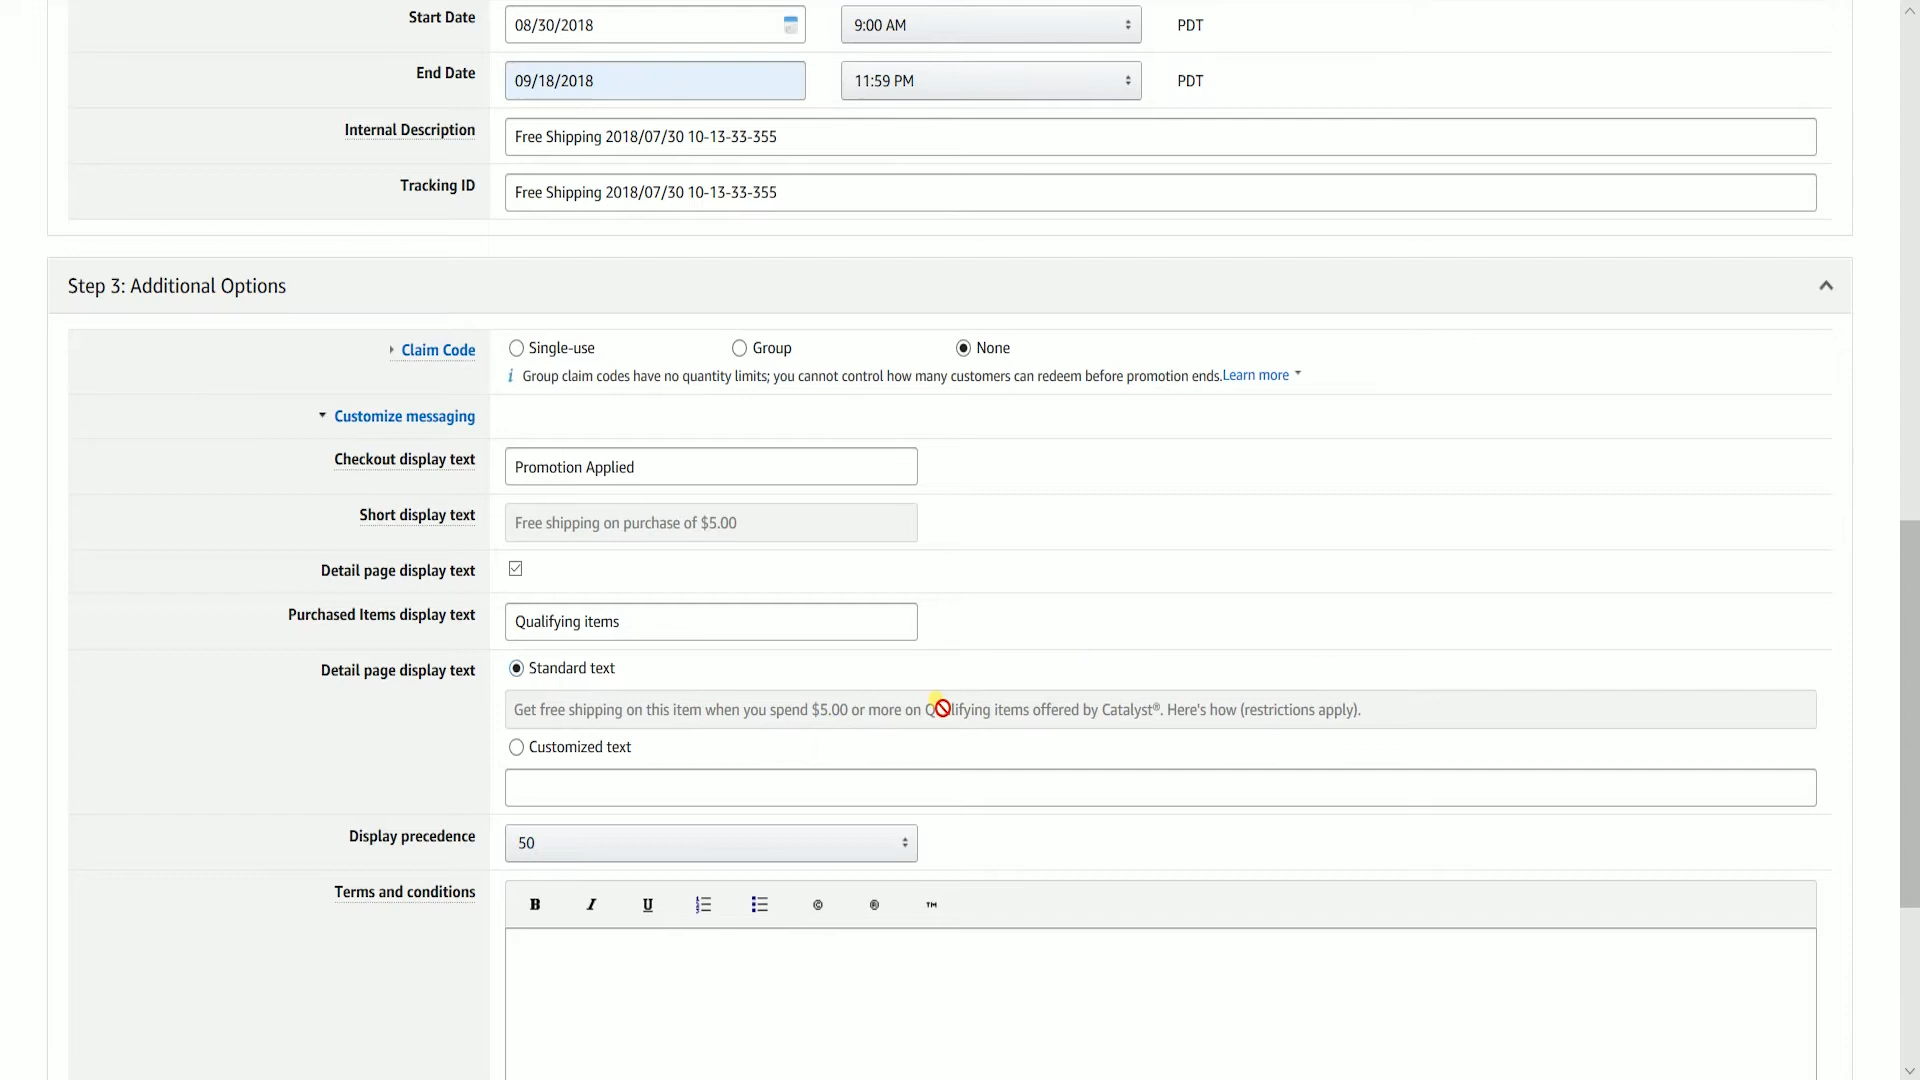 Start Date
08/30/2018
9:00 AM
PDT
End Date
09/18/2018
11:59 PM
PDT
Internal Description
Free Shipping 2018/07/30 10-13-33-355
Tracking ID
Free Shipping 2018/07/30 10-13-33-355
Step 3: Additional Options
Claim Code
Single-use
Group
None
i Group claim codes have no quantity limits; you cannot control how many customers can redeem before promotion ends.Learn more
Customize messaging
Checkout display text
Promotion Applied
Short display text
Free shipping on purchase of $5.00
Detail page display text
Purchased Items display text
Qualifying items
Detail page display text
Standard text
Get free shipping on this item when you spend $5.00 or more on Qualifying items offered by Catalyst®. Here's how (restrictions apply).
Customized text
Display precedence
50
Terms and conditions
B I U © ® ™